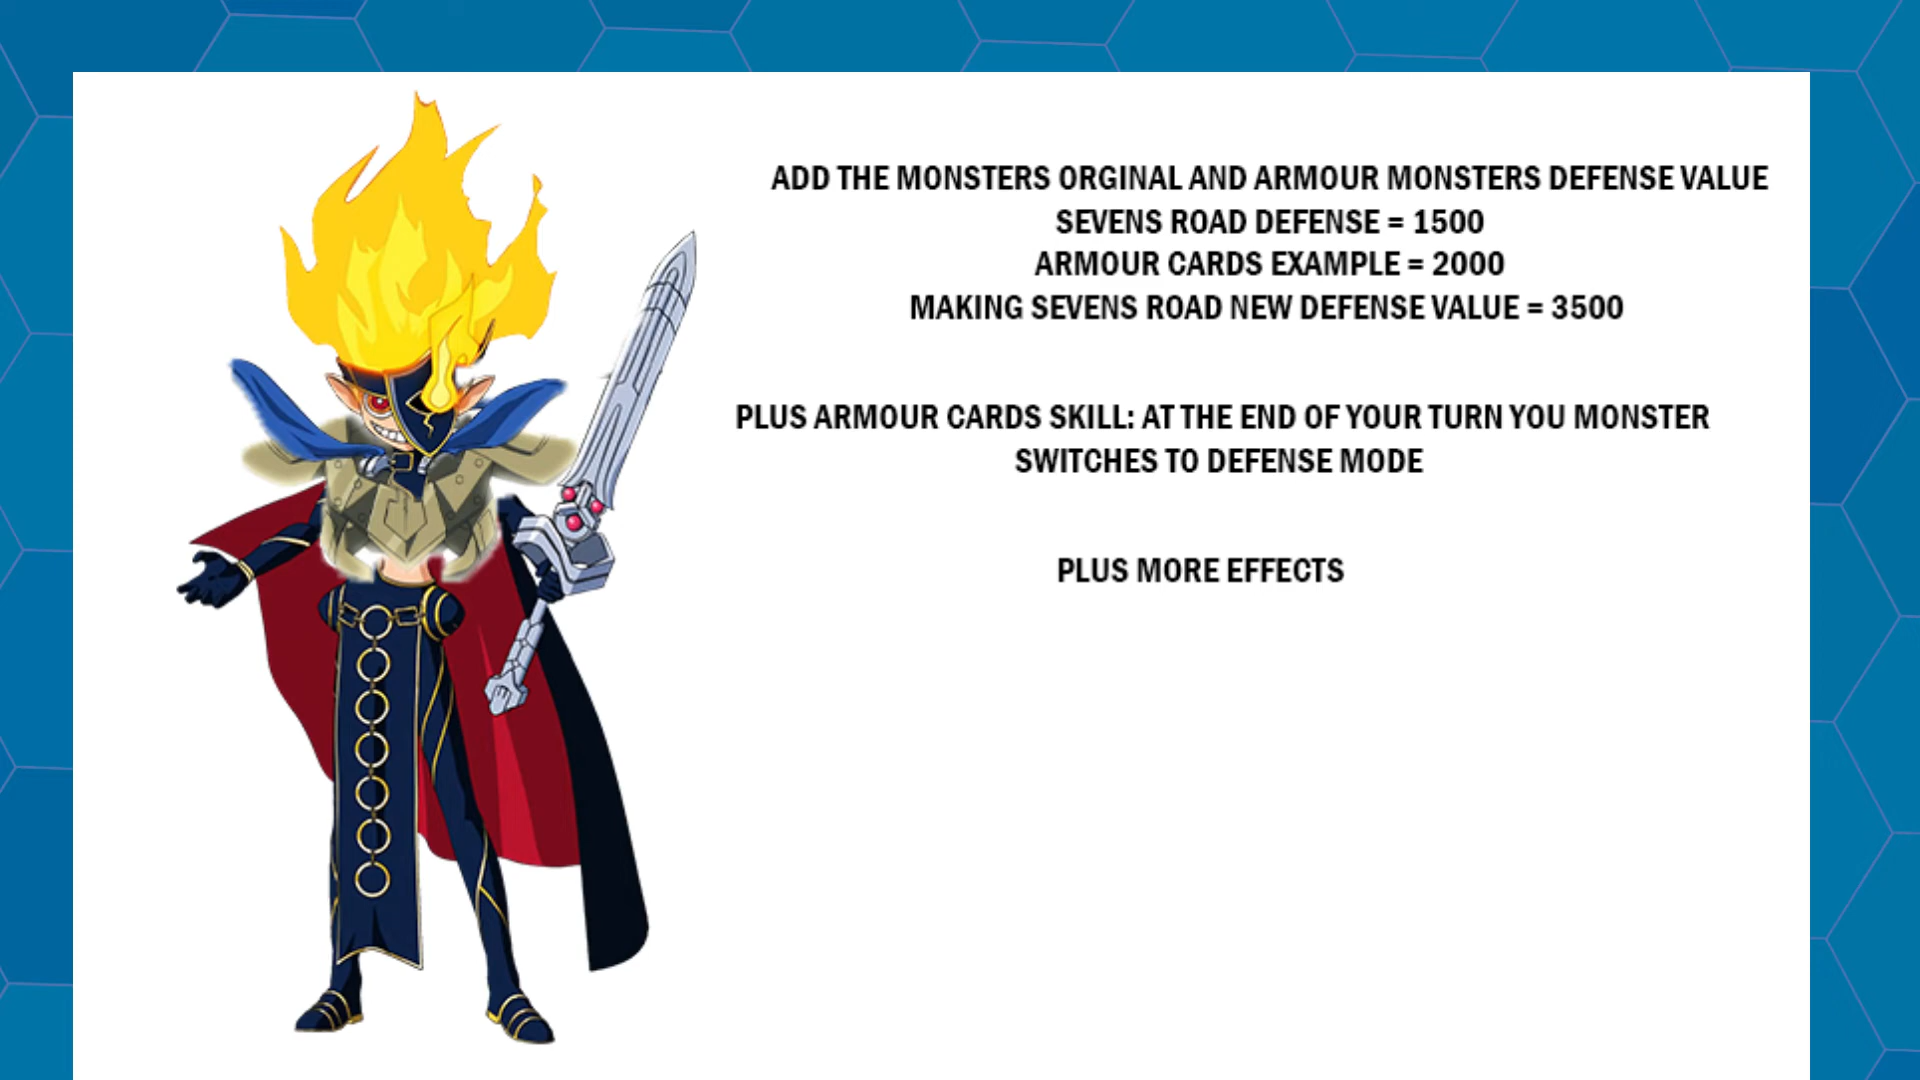 ADD THE MONSTERS ORGINAL AND ARMOUR MONSTERS DEFENSE VALUE
SEVENS ROAD DEFENSE = 1500
ARMOUR CARDS EXAMPLE = 2000
MAKING SEVENS ROAD NEW DEFENSE VALUE = 3500
PLUS ARMOUR CARDS SKILL: AT THE END OF YOUR TURN YOU MONSTER
SWITCHES TO DEFENSE MODE
PLUS MORE EFFECTS